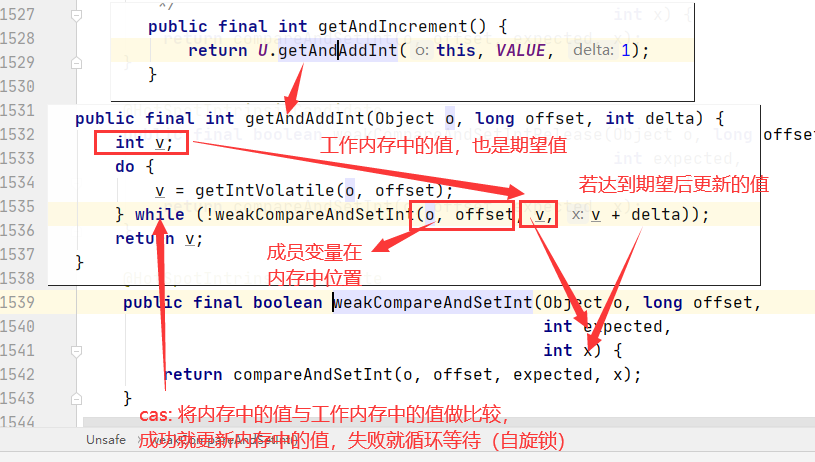 1527
1528
1529
1530
1531
1532
1533
1534
1535
1536
1537
1538
1539
1540
1541
1542
1543
1544
*/
public final int getAndIncrement() {
return U.getAndAddInt( o: this, VALUE, delta: 1);
}
int x) {
public final int getAndAddInt(Object o, long offset, int delta) {
int v;
工作内存中的值，也是期望值
do {
v = getIntVolatile(o, offset);
若达到期望后更新的值
} while (!weakCompareAndSetInt(o, offset, v, x: v + delta));
return v;
成员变量在
内存中位置
}
public final boolean weakCompareAndSetInt(Object o, long offset,
int expected,
int x) {
return compareAndSetInt(o, offset, expected, x);
}
cas: 将内存中的值与工作内存中的值做比较，
成功就更新内存中的值，失败就循环等待（自旋锁）
Unsafe
weakCompareAndSetInt()